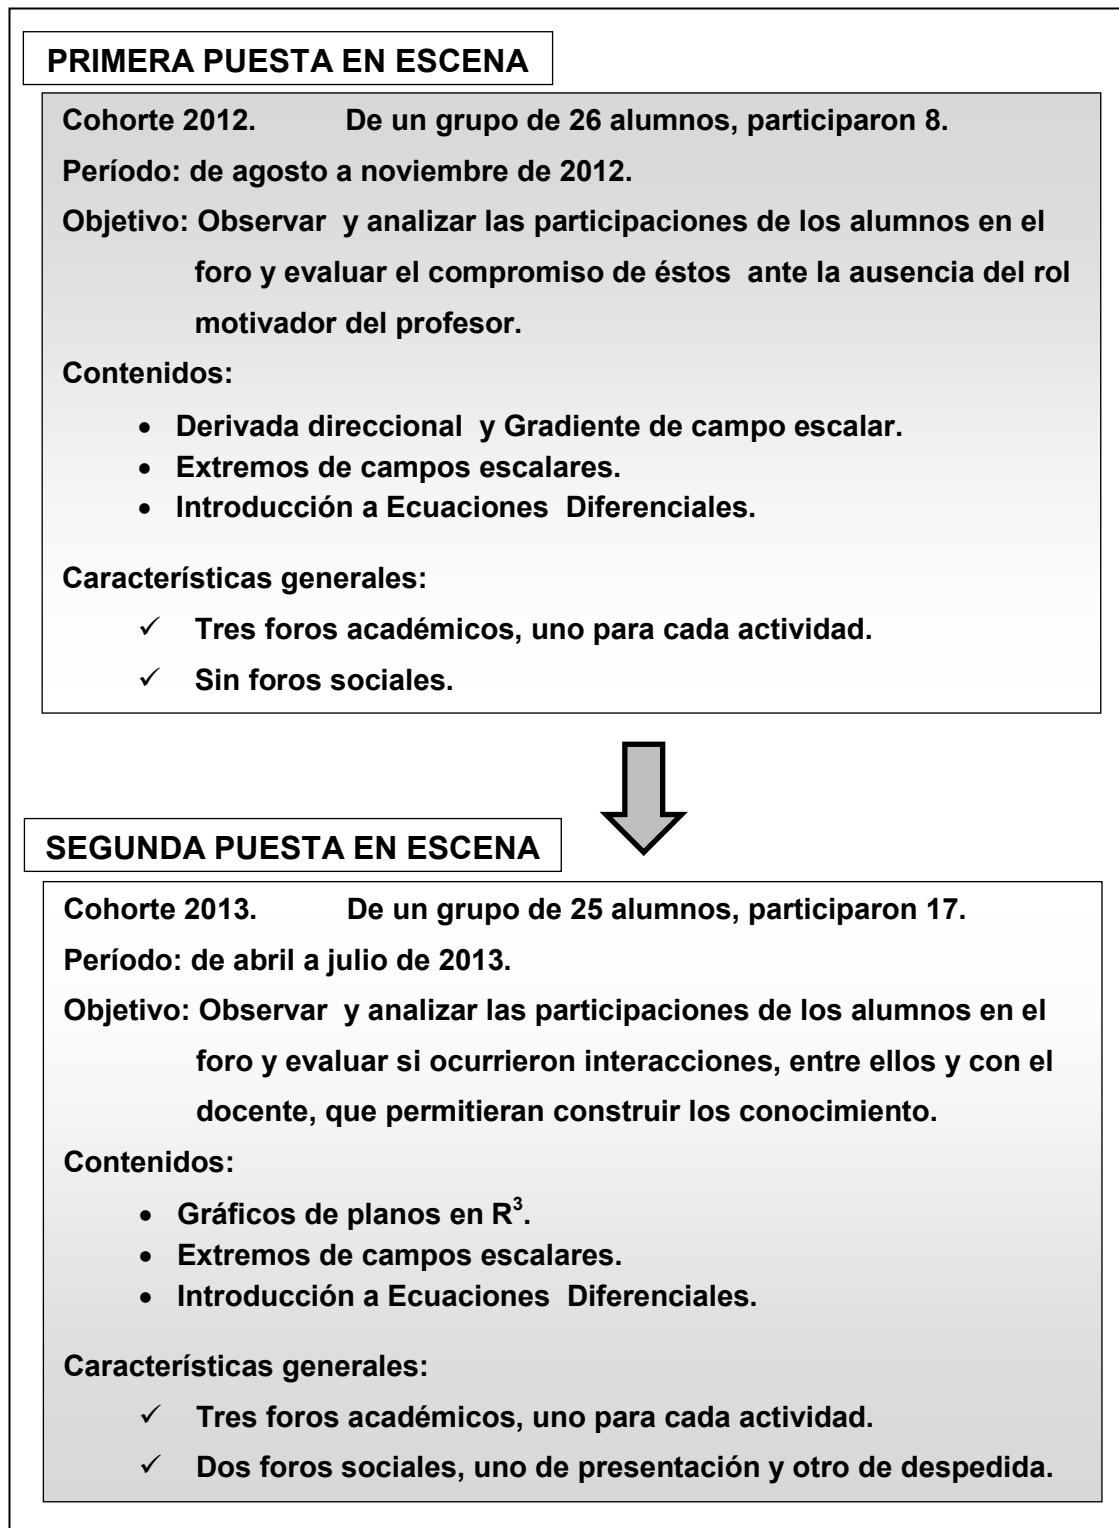 PRIMERA PUESTA EN ESCENA
Cohorte 2012. De un grupo de 26 alumnos, participaron 8.
Período: de agosto a noviembre de 2012.
Objetivo: Observar y analizar las participaciones de los alumnos en el
foro y evaluar el compromiso de éstos ante la ausencia del rol
motivador del profesor.
Contenidos:
• Derivada direccional y Gradiente de campo escalar.
• Extremos de campos escalares.
• Introducción a Ecuaciones Diferenciales.
Características generales:
✓ Tres foros académicos, uno para cada actividad.
✓ Sin foros sociales.
SEGUNDA PUESTA EN ESCENA
Cohorte 2013. De un grupo de 25 alumnos, participaron 17.
Período: de abril a julio de 2013.
Objetivo: Observar y analizar las participaciones de los alumnos en el
foro y evaluar si ocurrieron interacciones, entre ellos y con el
docente, que permitieran construir los conocimiento.
Contenidos:
• Gráficos de planos en R³.
• Extremos de campos escalares.
• Introducción a Ecuaciones Diferenciales.
Características generales:
✓ Tres foros académicos, uno para cada actividad.
✓ Dos foros sociales, uno de presentación y otro de despedida.